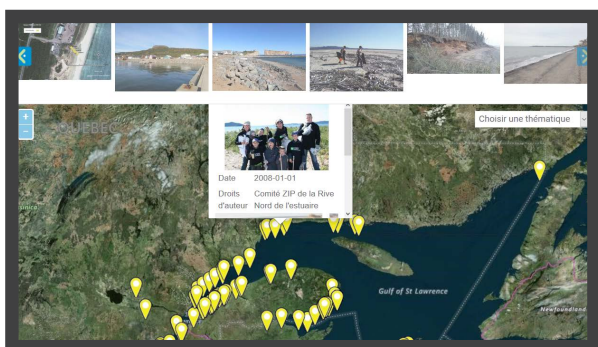 Choisir une thématique
QUEBEC
Date 2008-01-01
Droits Comité ZIP de la Rive
d'auteur Nord de l'estuaire
Gulf of St Lawrence
Newfoundland